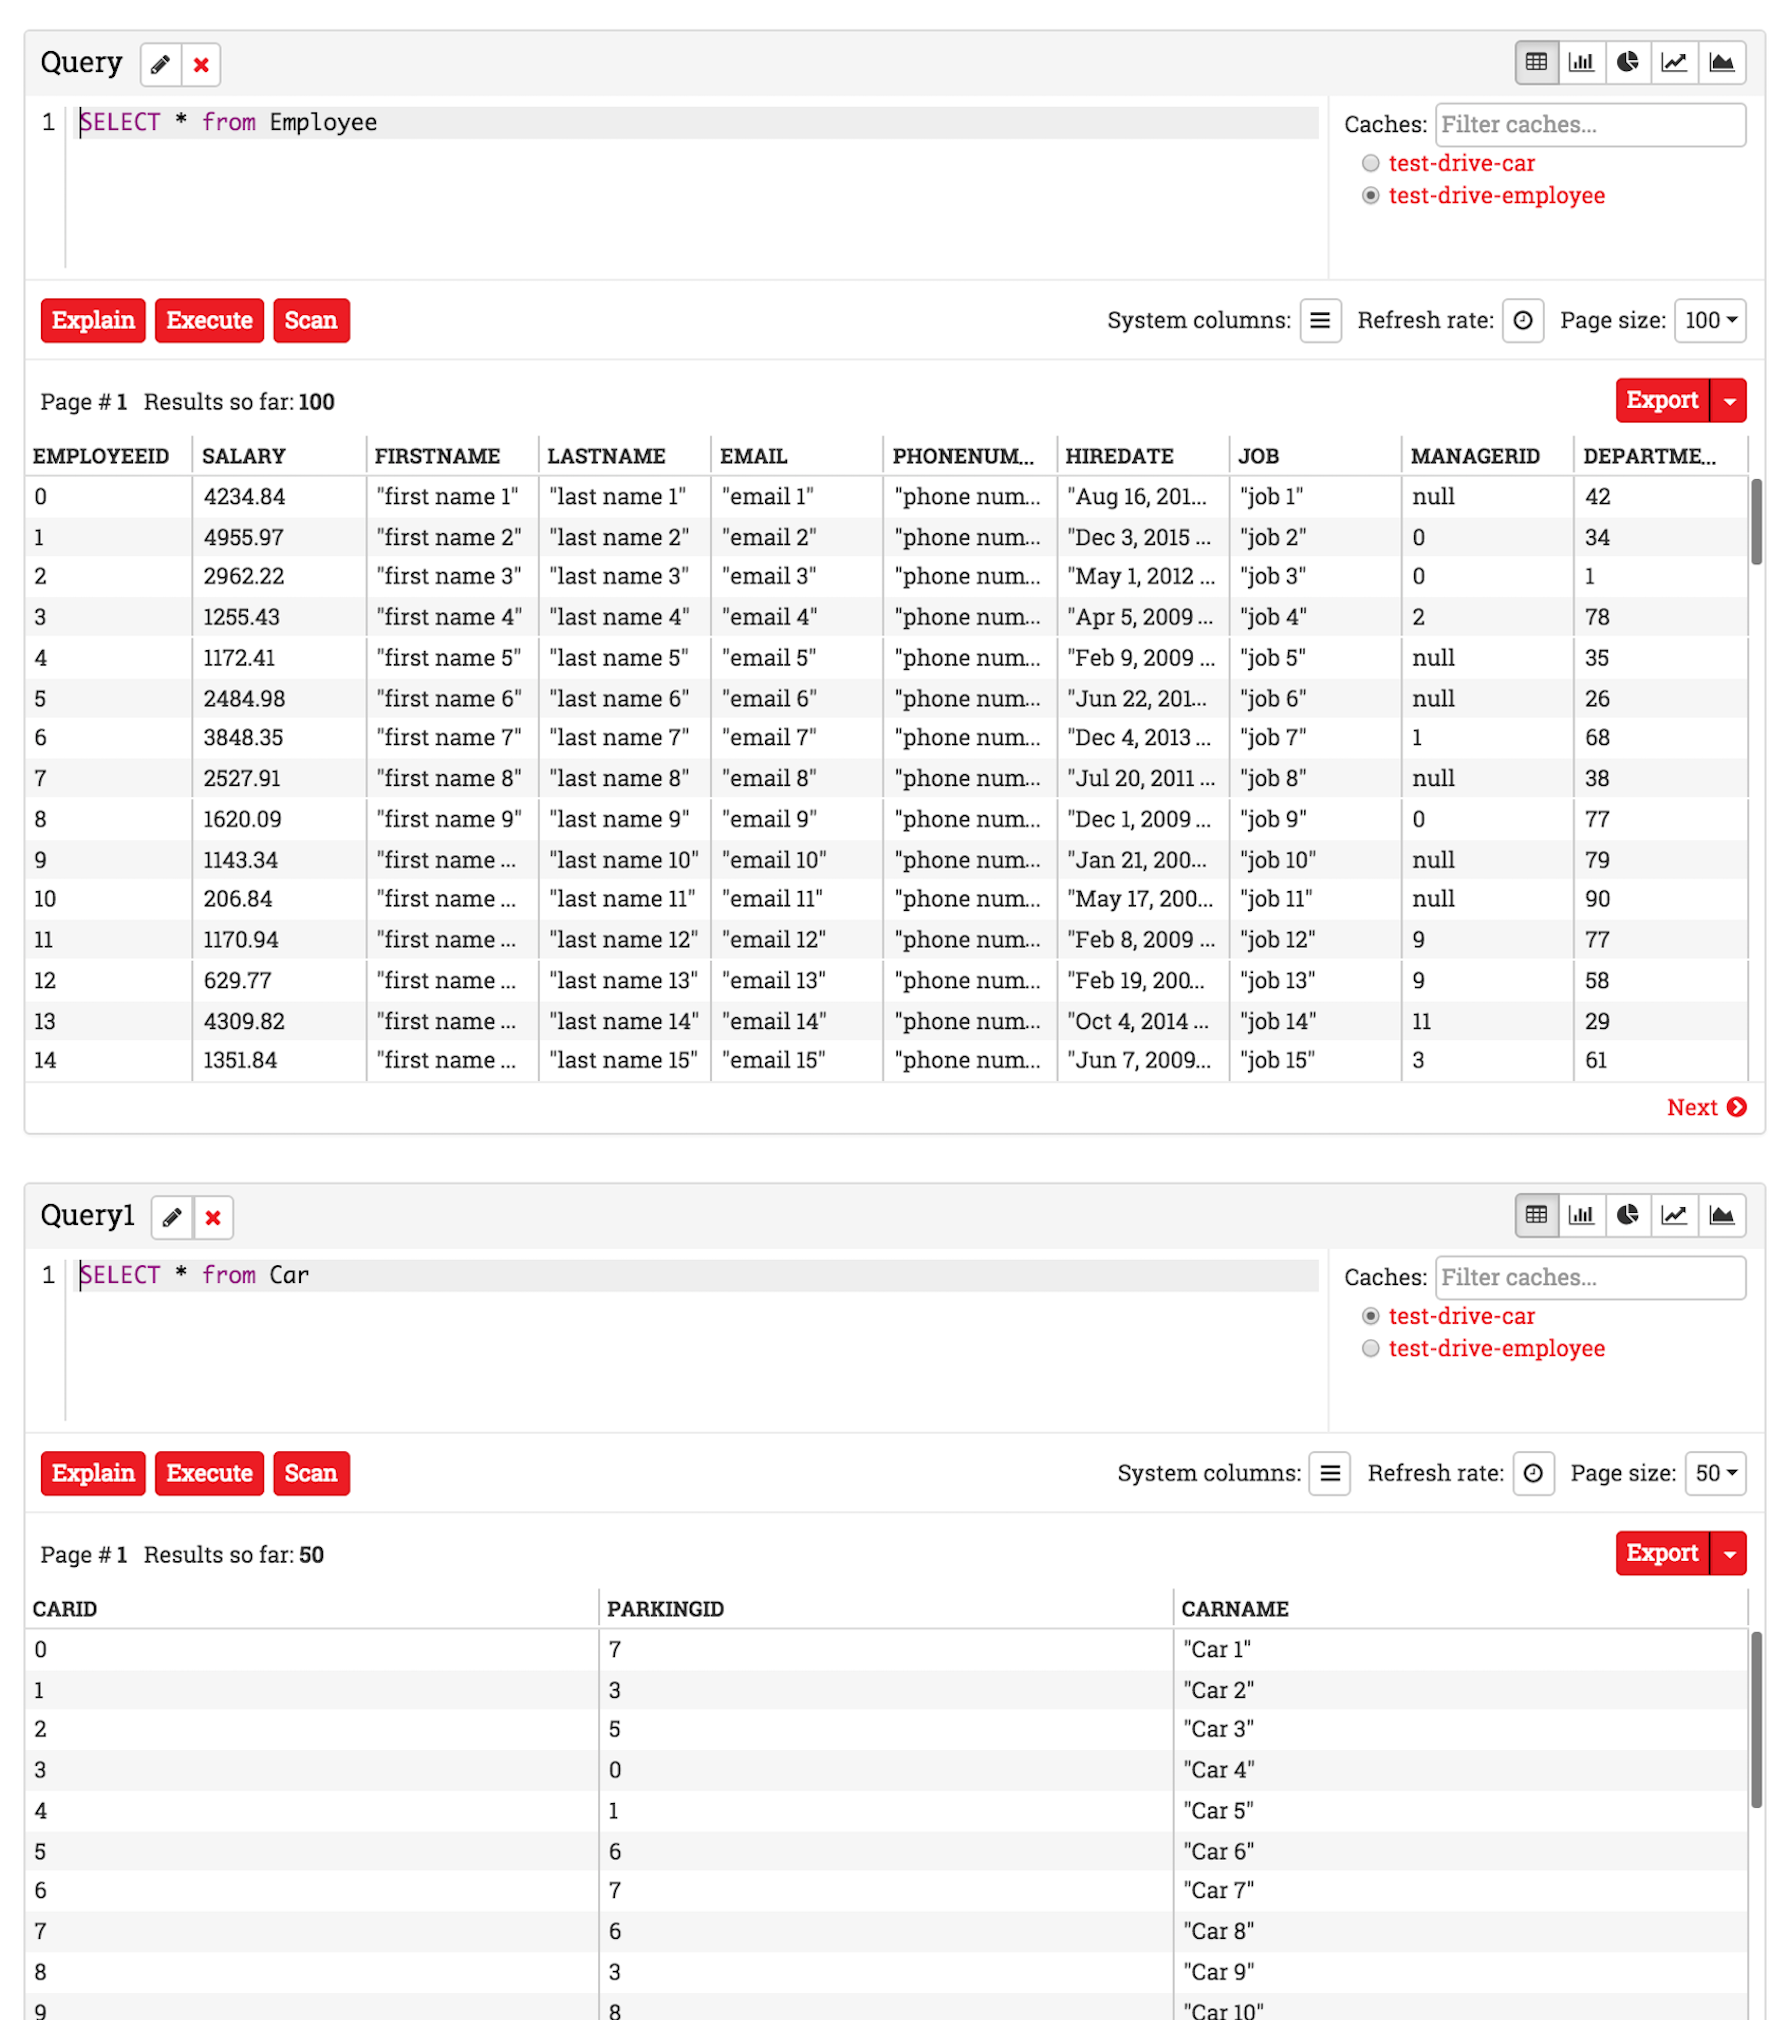 Query
1 SELECT * from Employee
Caches: Filter caches...
test-drive-car
test-drive-employee
Explain Execute Scan System columns: Refresh rate: Page size: 100
Page # 1 Results so far: 100 Export
EMPLOYEEID SALARY FIRSTNAME LASTNAME EMAIL PHONENUM... HIREDATE JOB MANAGERID DEPARTME...
0 4234.84 "first name 1" "last name 1" "email 1" "phone num... "Aug 16, 201... "job 1" null 42
1 4955.97 "first name 2" "last name 2" "email 2" "phone num... "Dec 3, 2015 ... "job 2" 0 34
2 2962.22 "first name 3" "last name 3" "email 3" "phone num... "May 1, 2012 ... "job 3" 0 1
3 1255.43 "first name 4" "last name 4" "email 4" "phone num... "Apr 5, 2009 ... "job 4" 2 78
4 1172.41 "first name 5" "last name 5" "email 5" "phone num... "Feb 9, 2009 ... "job 5" null 35
5 2484.98 "first name 6" "last name 6" "email 6" "phone num... "Jun 22, 201... "job 6" null 26
6 3848.35 "first name 7" "last name 7" "email 7" "phone num... "Dec 4, 2013 ... "job 7" 1 68
7 2527.91 "first name 8" "last name 8" "email 8" "phone num... "Jul 20, 2011 ... "job 8" null 38
8 1620.09 "first name 9" "last name 9" "email 9" "phone num... "Dec 1, 2009 ... "job 9" 0 77
9 1143.34 "first name ... "last name 10" "email 10" "phone num... "Jan 21, 200... "job 10" null 79
10 206.84 "first name ... "last name 11" "email 11" "phone num... "May 17, 200... "job 11" null 90
11 1170.94 "first name ... "last name 12" "email 12" "phone num... "Feb 8, 2009 ... "job 12" 9 77
12 629.77 "first name ... "last name 13" "email 13" "phone num... "Feb 19, 200... "job 13" 9 58
13 4309.82 "first name ... "last name 14" "email 14" "phone num... "Oct 4, 2014 ... "job 14" 11 29
14 1351.84 "first name ... "last name 15" "email 15" "phone num... "Jun 7, 2009... "job 15" 3 61
Next
Query1
1 SELECT * from Car
Caches: Filter caches...
test-drive-car
test-drive-employee
Explain Execute Scan System columns: Refresh rate: Page size: 50
Page # 1 Results so far: 50 Export
CARID PARKINGID CARNAME
0 7 "Car 1"
1 3 "Car 2"
2 5 "Car 3"
3 0 "Car 4"
4 1 "Car 5"
5 6 "Car 6"
6 7 "Car 7"
7 6 "Car 8"
8 3 "Car 9"
9 8 "Car 10"